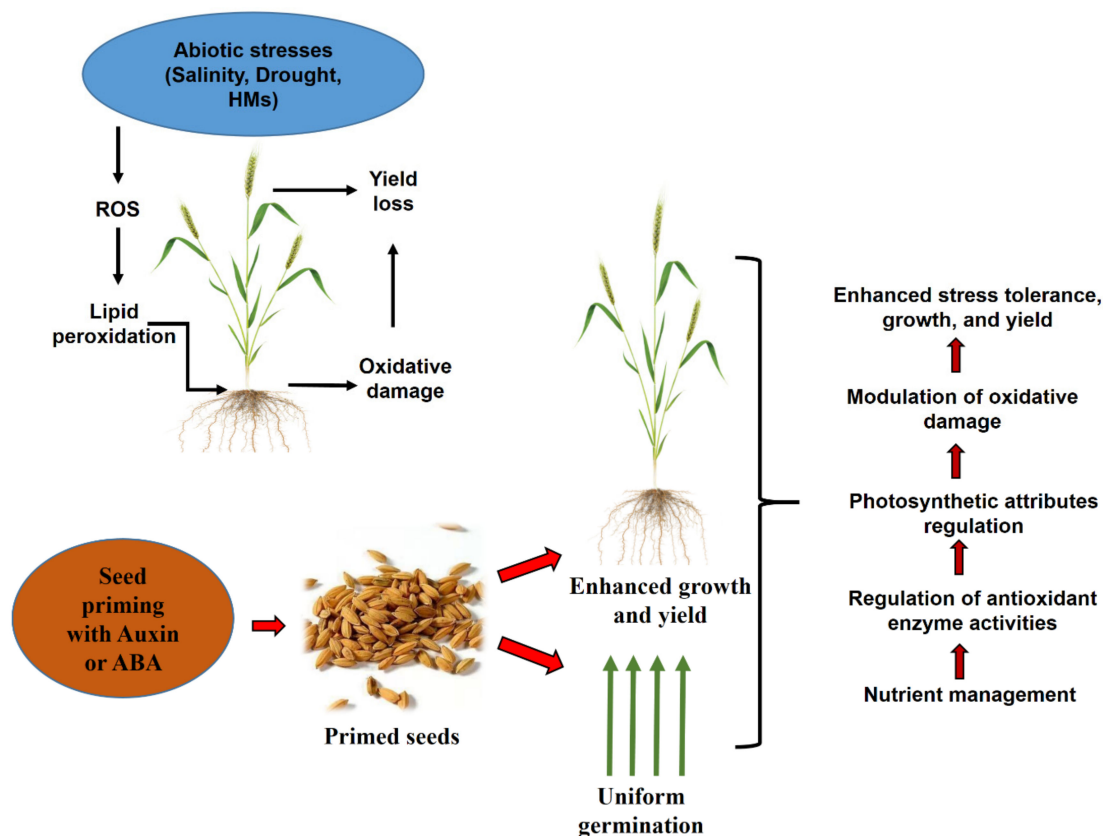 Abiotic stresses
(Salinity, Drought,
HMs)
ROS
Yield
loss
Lipid
peroxidation
Oxidative
damage
Enhanced stress tolerance,
growth, and yield
Modulation of oxidative
damage
Photosynthetic attributes
regulation
Regulation of antioxidant
enzyme activities
Nutrient management
Seed
priming
with Auxin
or ABA
Primed seeds
Enhanced growth
and yield
Uniform
germination